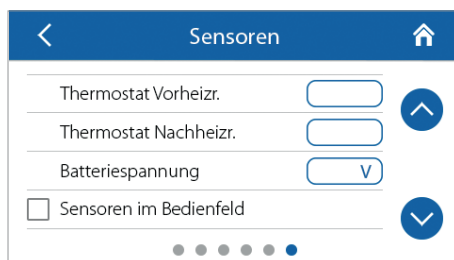 Sensoren
Thermostat Vorheizr.
Thermostat Nachheizr.
Batteriespannung V
Sensoren im Bedienfeld